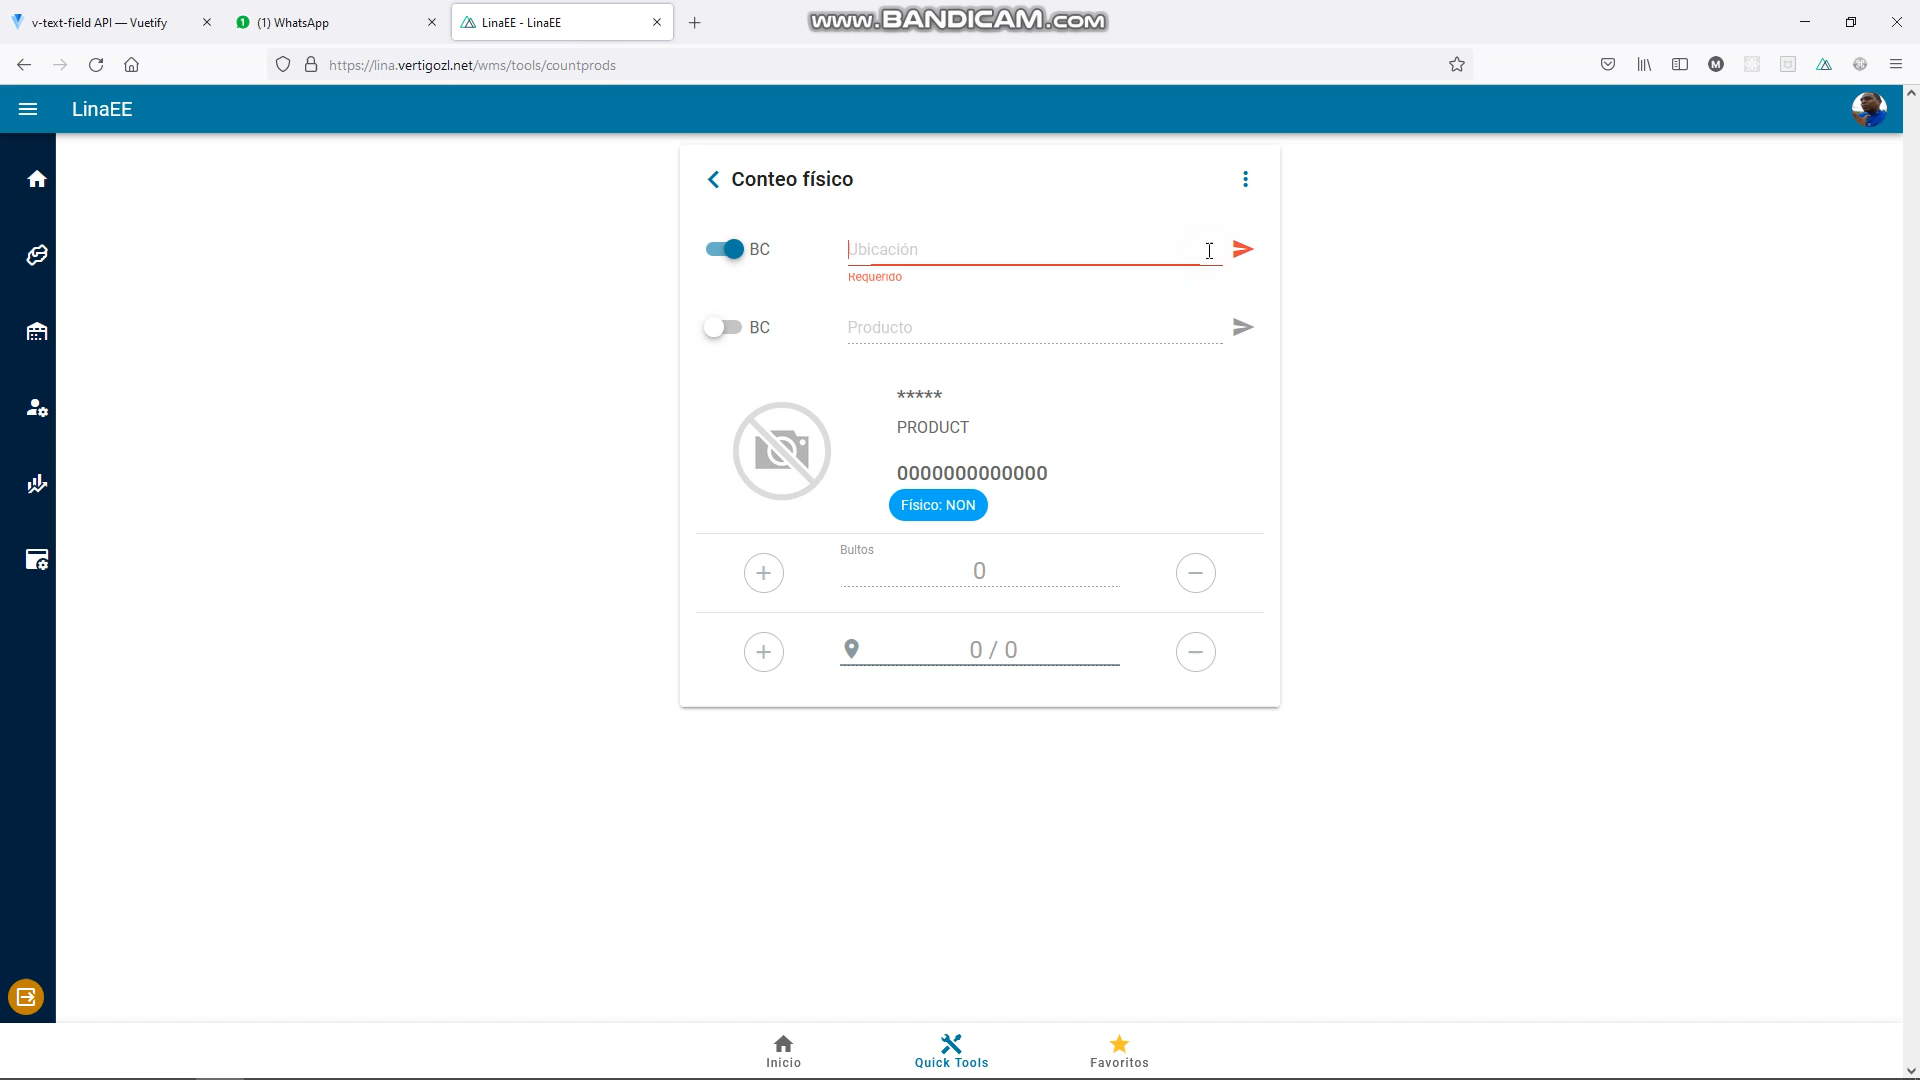 v-text-field API — Vuetify
(1) WhatsApp
LinaEE - LinaEE
www.BANDICAM.com
https://lina.vertigozl.net/wms/tools/countprods
LinaEE
Conteo físico
BC
Ubicación
Requerido
BC
Producto
*****
PRODUCT
0000000000000
Físico: NON
Bultos
0
0 / 0
Inicio
Quick Tools
Favoritos